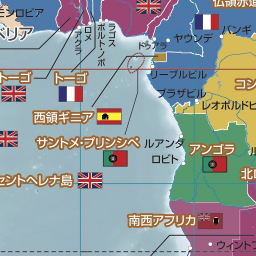 仏領赤道
モンロビア
ドリア
アクラ
ロメ
ポルト・ノボ
ラゴス
ドゥアラ
ヤウンデ
バンギ
トーゴ
トーゴ
リーブルビル
コン
ブラザビル
レオポルドビ
西領ギニア
サントメ・プリンシペ
ルアンダ
ロビト
アンゴラ
セントヘレナ島
北ロ
南西アフリカ
ウィント